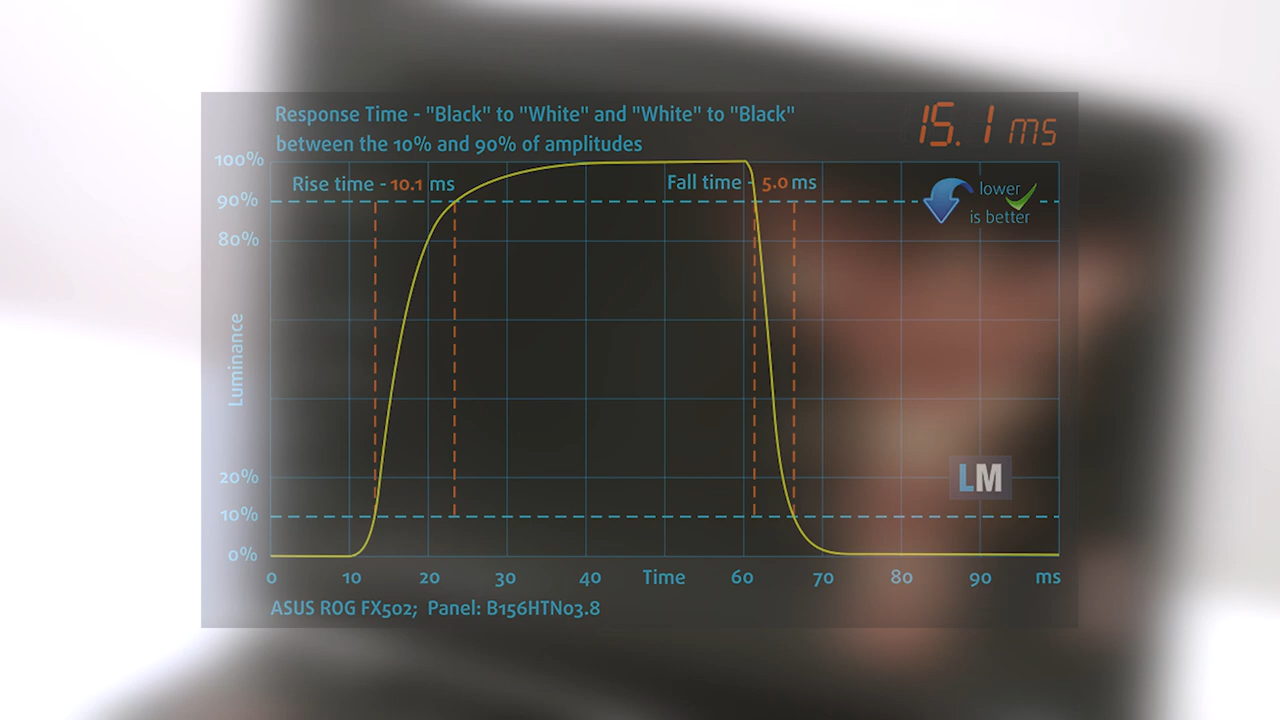 Response Time - "Black" to "White" and "White" to "Black"
between the 10% and 90% of amplitudes
15.1 ms
100%
Rise time - 10.1 ms
Fall time - 5.0 ms
lower
is better
90%
80%
Luminance
20%
10%
0%
LM
0 10 20 30 40 Time 60 70 80 90 ms
ASUS ROG FX502; Panel: B156HTN03.8